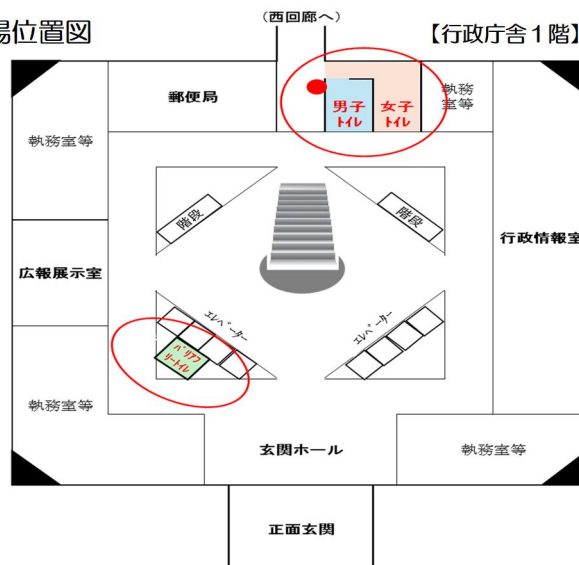 場位置図
(西回廊へ)
【行政庁舎１階】
郵便局
男子
トイレ
女子
トイレ
執務
室等
執務室等
階段
階段
行政情報室
広報展示室
エレベーター
エレベーター
バリアフ
リートイレ
執務室等
玄関ホール
執務室等
正面玄関